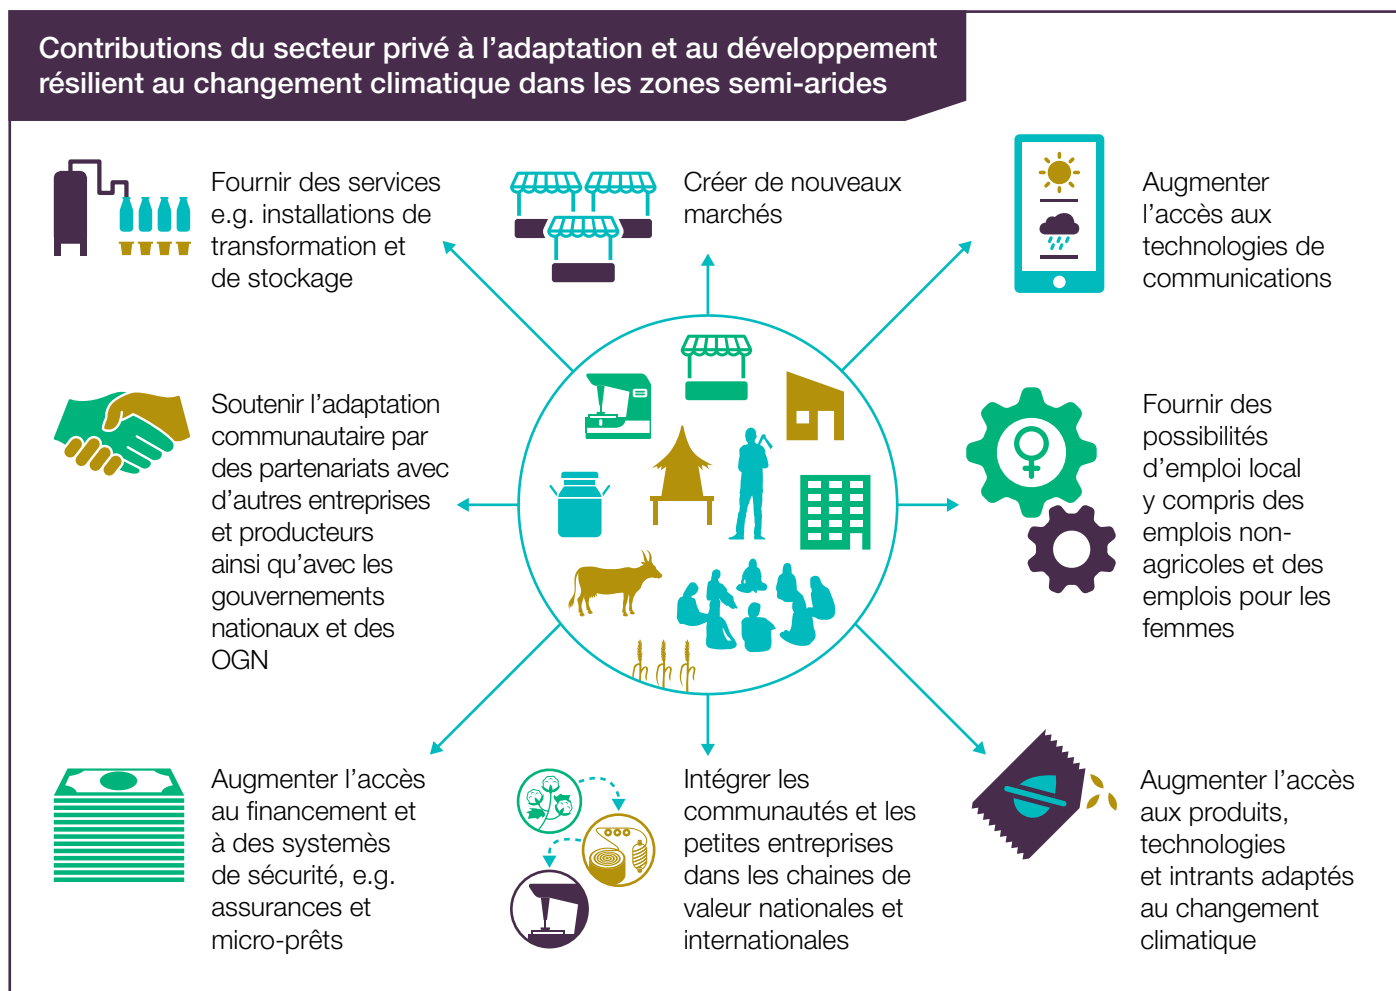 Contributions du secteur privé à l’adaptation et au développement
résilient au changement climatique dans les zones semi-arides
Fournir des services
e.g. installations de
transformation et
de stockage
Créer de nouveaux
marchés
Augmenter
l’accès aux
technologies de
communications
Soutenir l’adaptation
communautaire par
des partenariats avec
d’autres entreprises
et producteurs
ainsi qu’avec les
gouvernements
nationaux et des
OGN
Fournir des
possibilités
d’emploi local
y compris des
emplois non-
agricoles et des
emplois pour les
femmes
Augmenter l’accès
au financement et
à des systemès
de sécurité, e.g.
assurances et
micro-prêts
Intégrer les
communautés et les
petites entreprises
dans les chaines de
valeur nationales et
internationales
Augmenter l’accès
aux produits,
technologies
et intrants adaptés
au changement
climatique